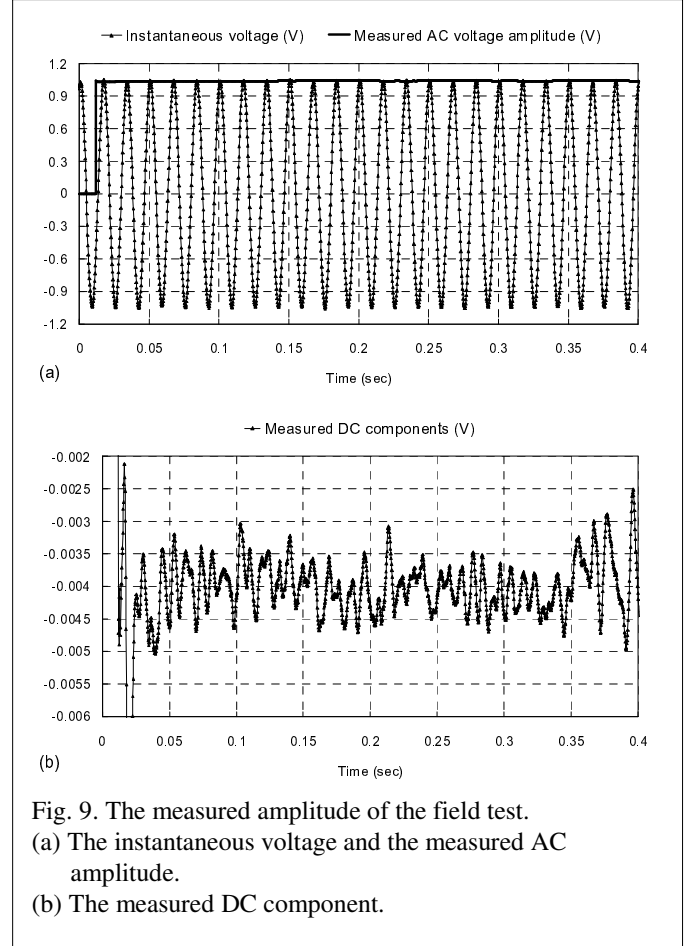 Instantaneous voltage (V) Measured AC voltage amplitude (V)
1.2
0.9
0.6
0.3
0
-0.3
-0.6
-0.9
-1.2
0 0.05 0.1 0.15 0.2 0.25 0.3 0.35 0.4
(a)
Time (sec)
Measured DC components (V)
-0.002
-0.0025
-0.003
-0.0035
-0.004
-0.0045
-0.005
-0.0055
-0.006
0 0.05 0.1 0.15 0.2 0.25 0.3 0.35 0.4
(b)
Time (sec)
Fig. 9. The measured amplitude of the field test.
(a) The instantaneous voltage and the measured AC
amplitude.
(b) The measured DC component.